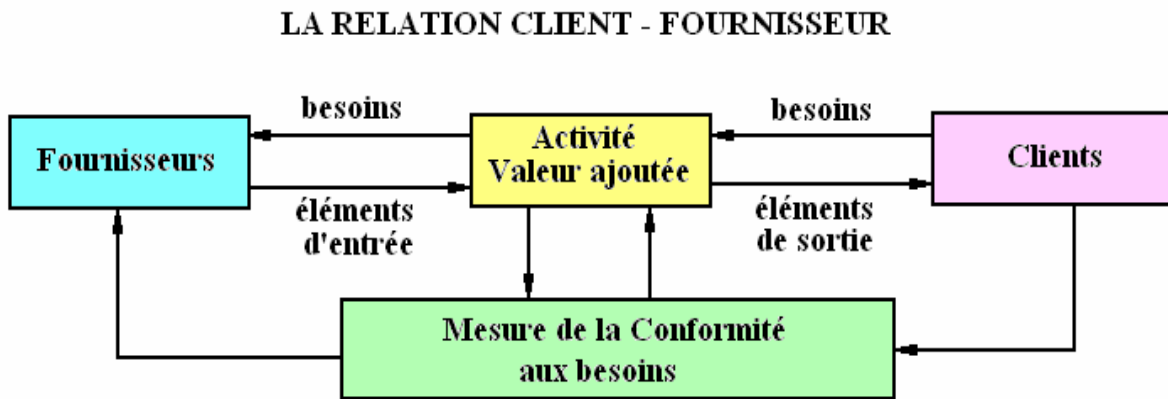 LA RELATION CLIENT - FOURNISSEUR
besoins
besoins
Fournisseurs
Activité
Valeur ajoutée
Clients
éléments
d'entrée
éléments
de sortie
Mesure de la Conformité
aux besoins